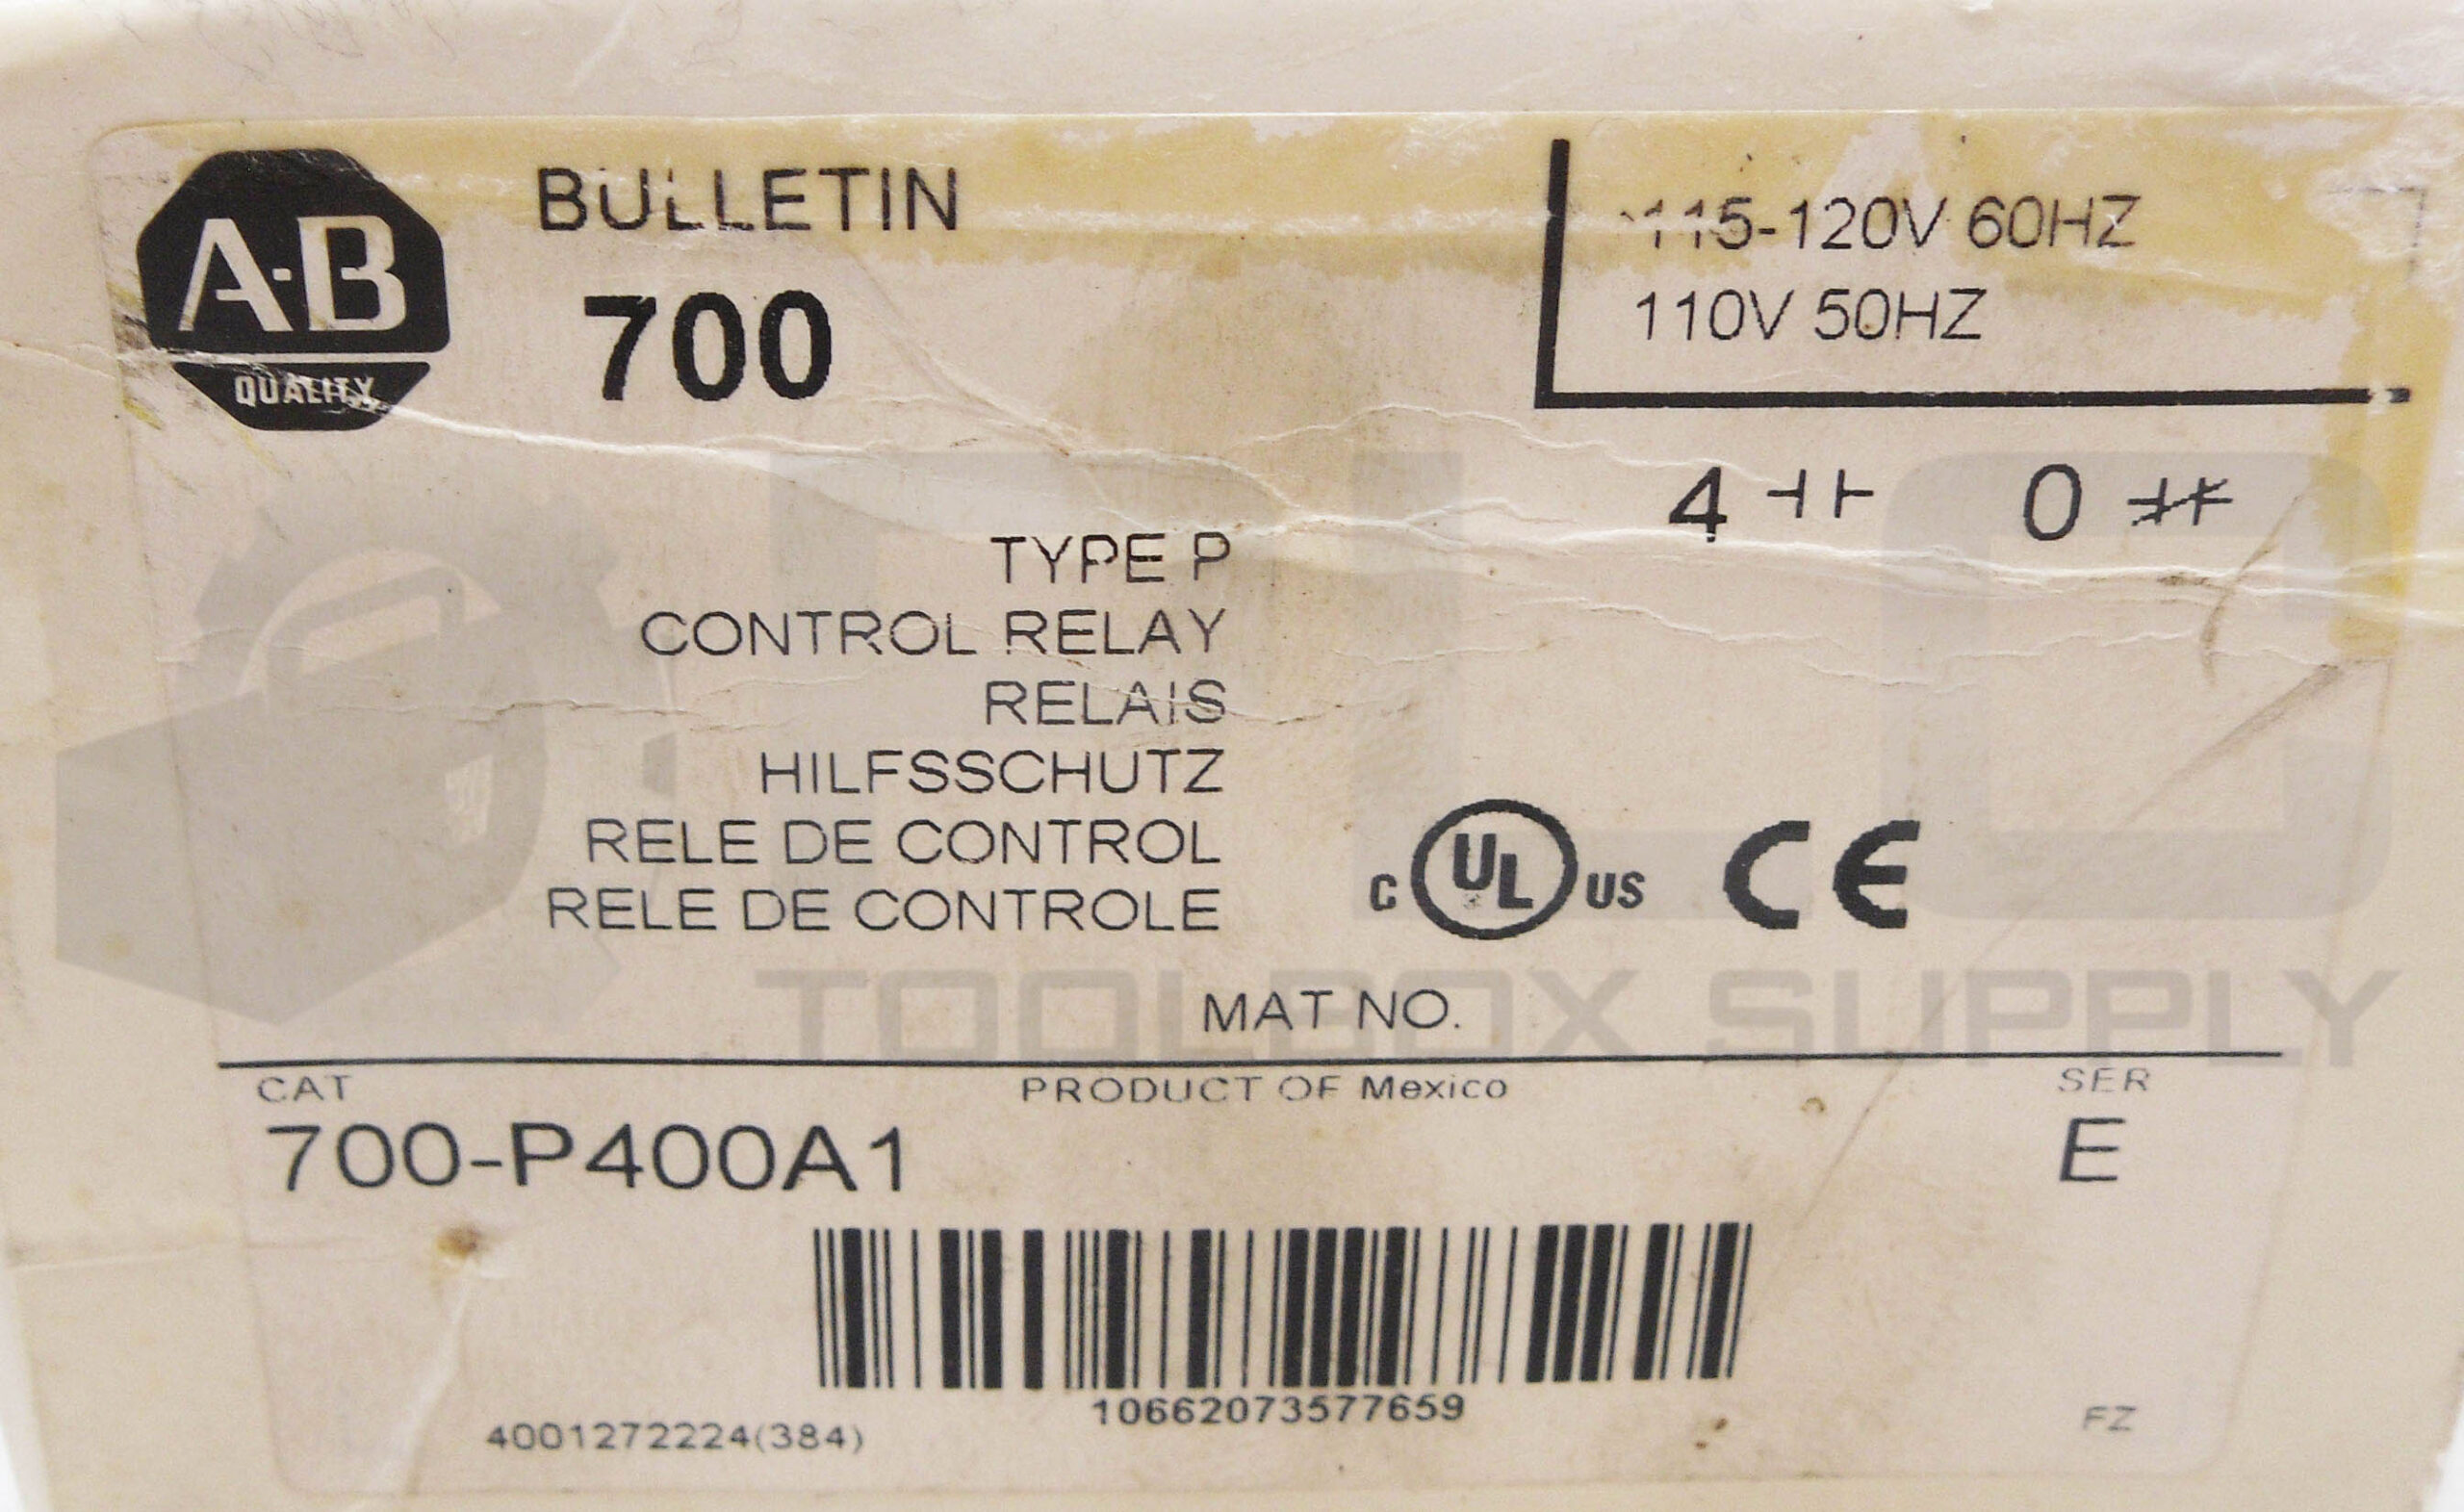 A-B
QUALITY
BULLETIN
700
115-120V 60HZ
110V 50HZ
4 0
TYPE P
CONTROL RELAY
RELAIS
HILFSSCHUTZ
RELE DE CONTROL
RELE DE CONTROLE
C UL US CE
TOOLBOX SUPPLY
MAT NO.
CAT PRODUCT OF Mexico SER
700-P400A1 E
10662073577659
4001272224(384) FZ